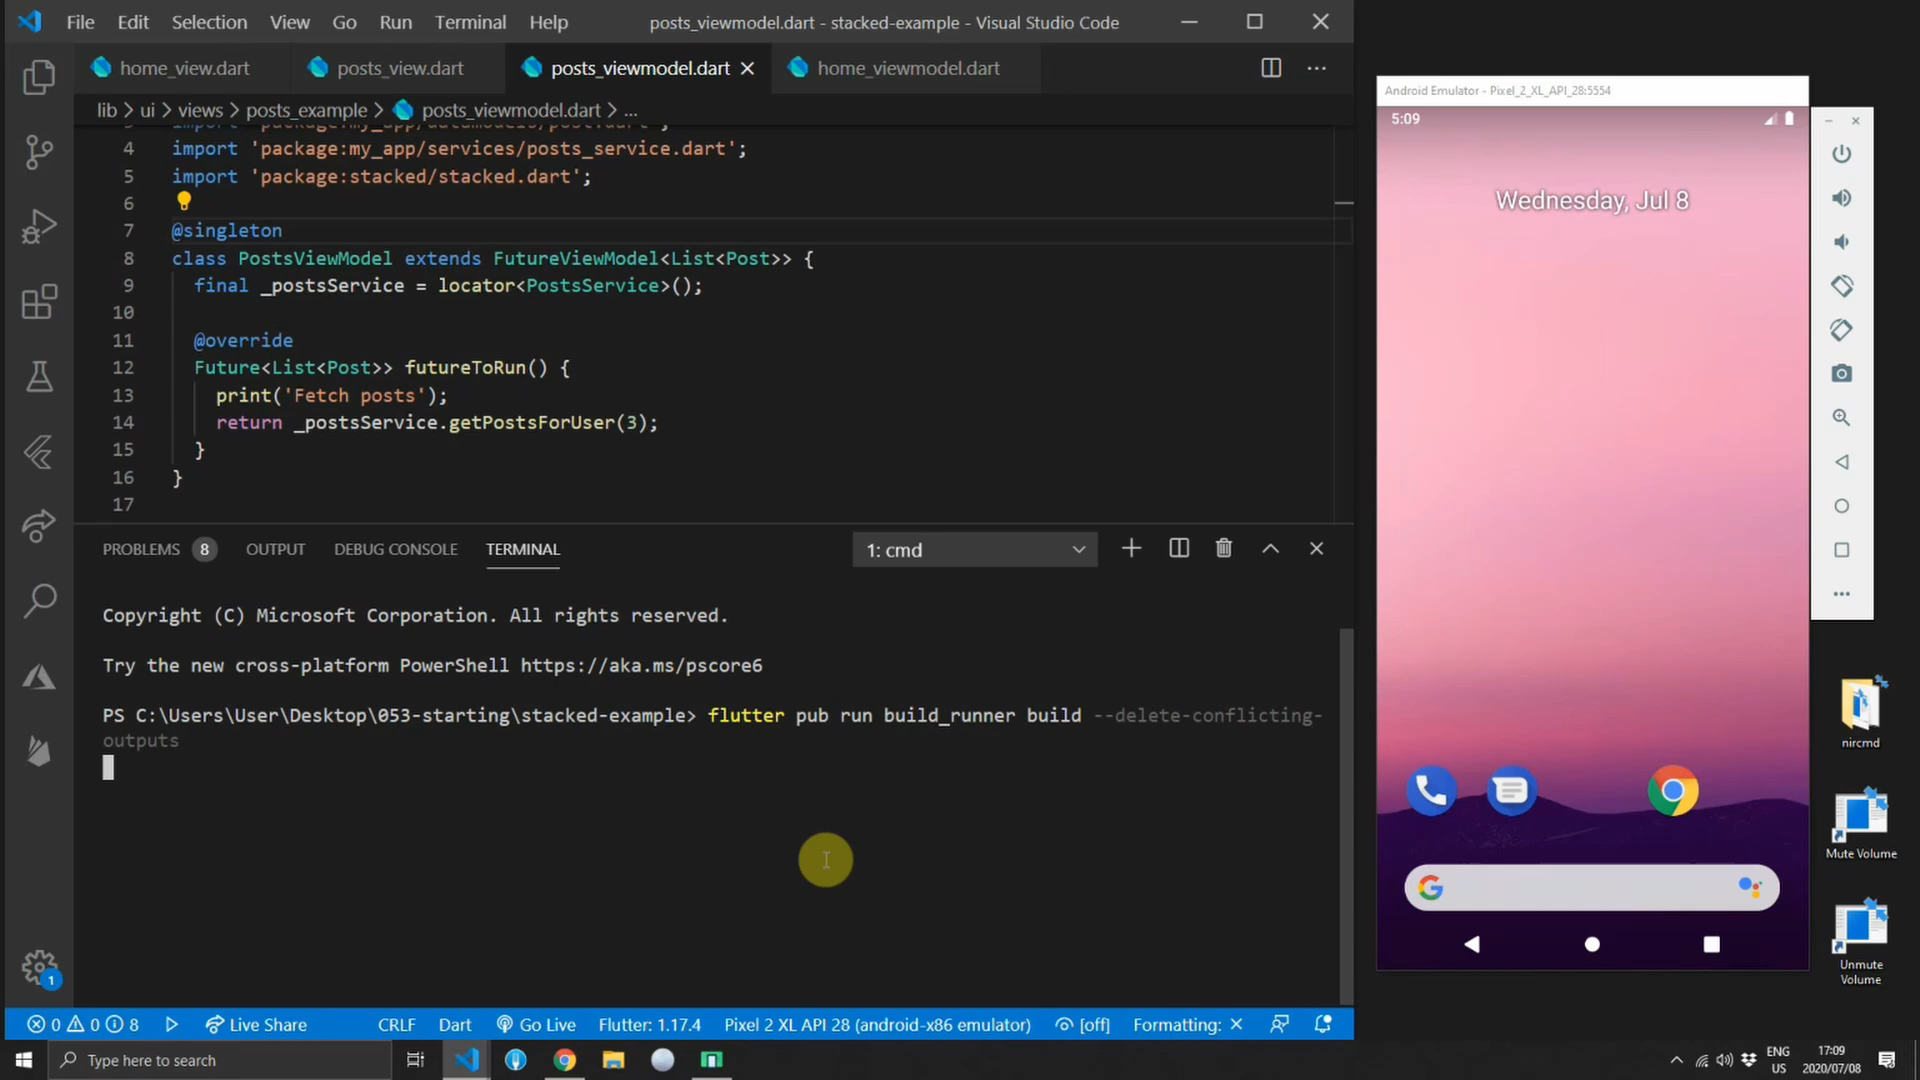 File Edit Selection View Go Run Terminal Help
posts_viewmodel.dart - stacked-example - Visual Studio Code
home_view.dart
posts_view.dart
posts_viewmodel.dart
home_viewmodel.dart
lib > ui > views > posts_example > posts_viewmodel.dart > ...
4 import 'package:my_app/services/posts_service.dart';
5 import 'package:stacked/stacked.dart';
6
7 @singleton
8 class PostsViewModel extends FutureViewModel<List<Post>> {
9 final _postsService = locator<PostsService>();
10
11 @override
12 Future<List<Post>> futureToRun() {
13 print('Fetch posts');
14 return _postsService.getPostsForUser(3);
15 }
16 }
17
PROBLEMS 8 OUTPUT DEBUG CONSOLE TERMINAL
1: cmd
Copyright (C) Microsoft Corporation. All rights reserved.
Try the new cross-platform PowerShell https://aka.ms/pscore6
PS C:\Users\User\Desktop\053-starting\stacked-example> flutter pub run build_runner build --delete-conflicting-
outputs
1
0 0 8 Live Share CRLF Dart Go Live Flutter: 1.17.4 Pixel 2 XL API 28 (android-x86 emulator) [off] Formatting: ×
Android Emulator - Pixel_2_XL_API_28:5554
5:09
Wednesday, Jul 8
G
nircmd
Mute Volume
Unmute
Volume
Type here to search
ENG
US
17:09
2020/07/08